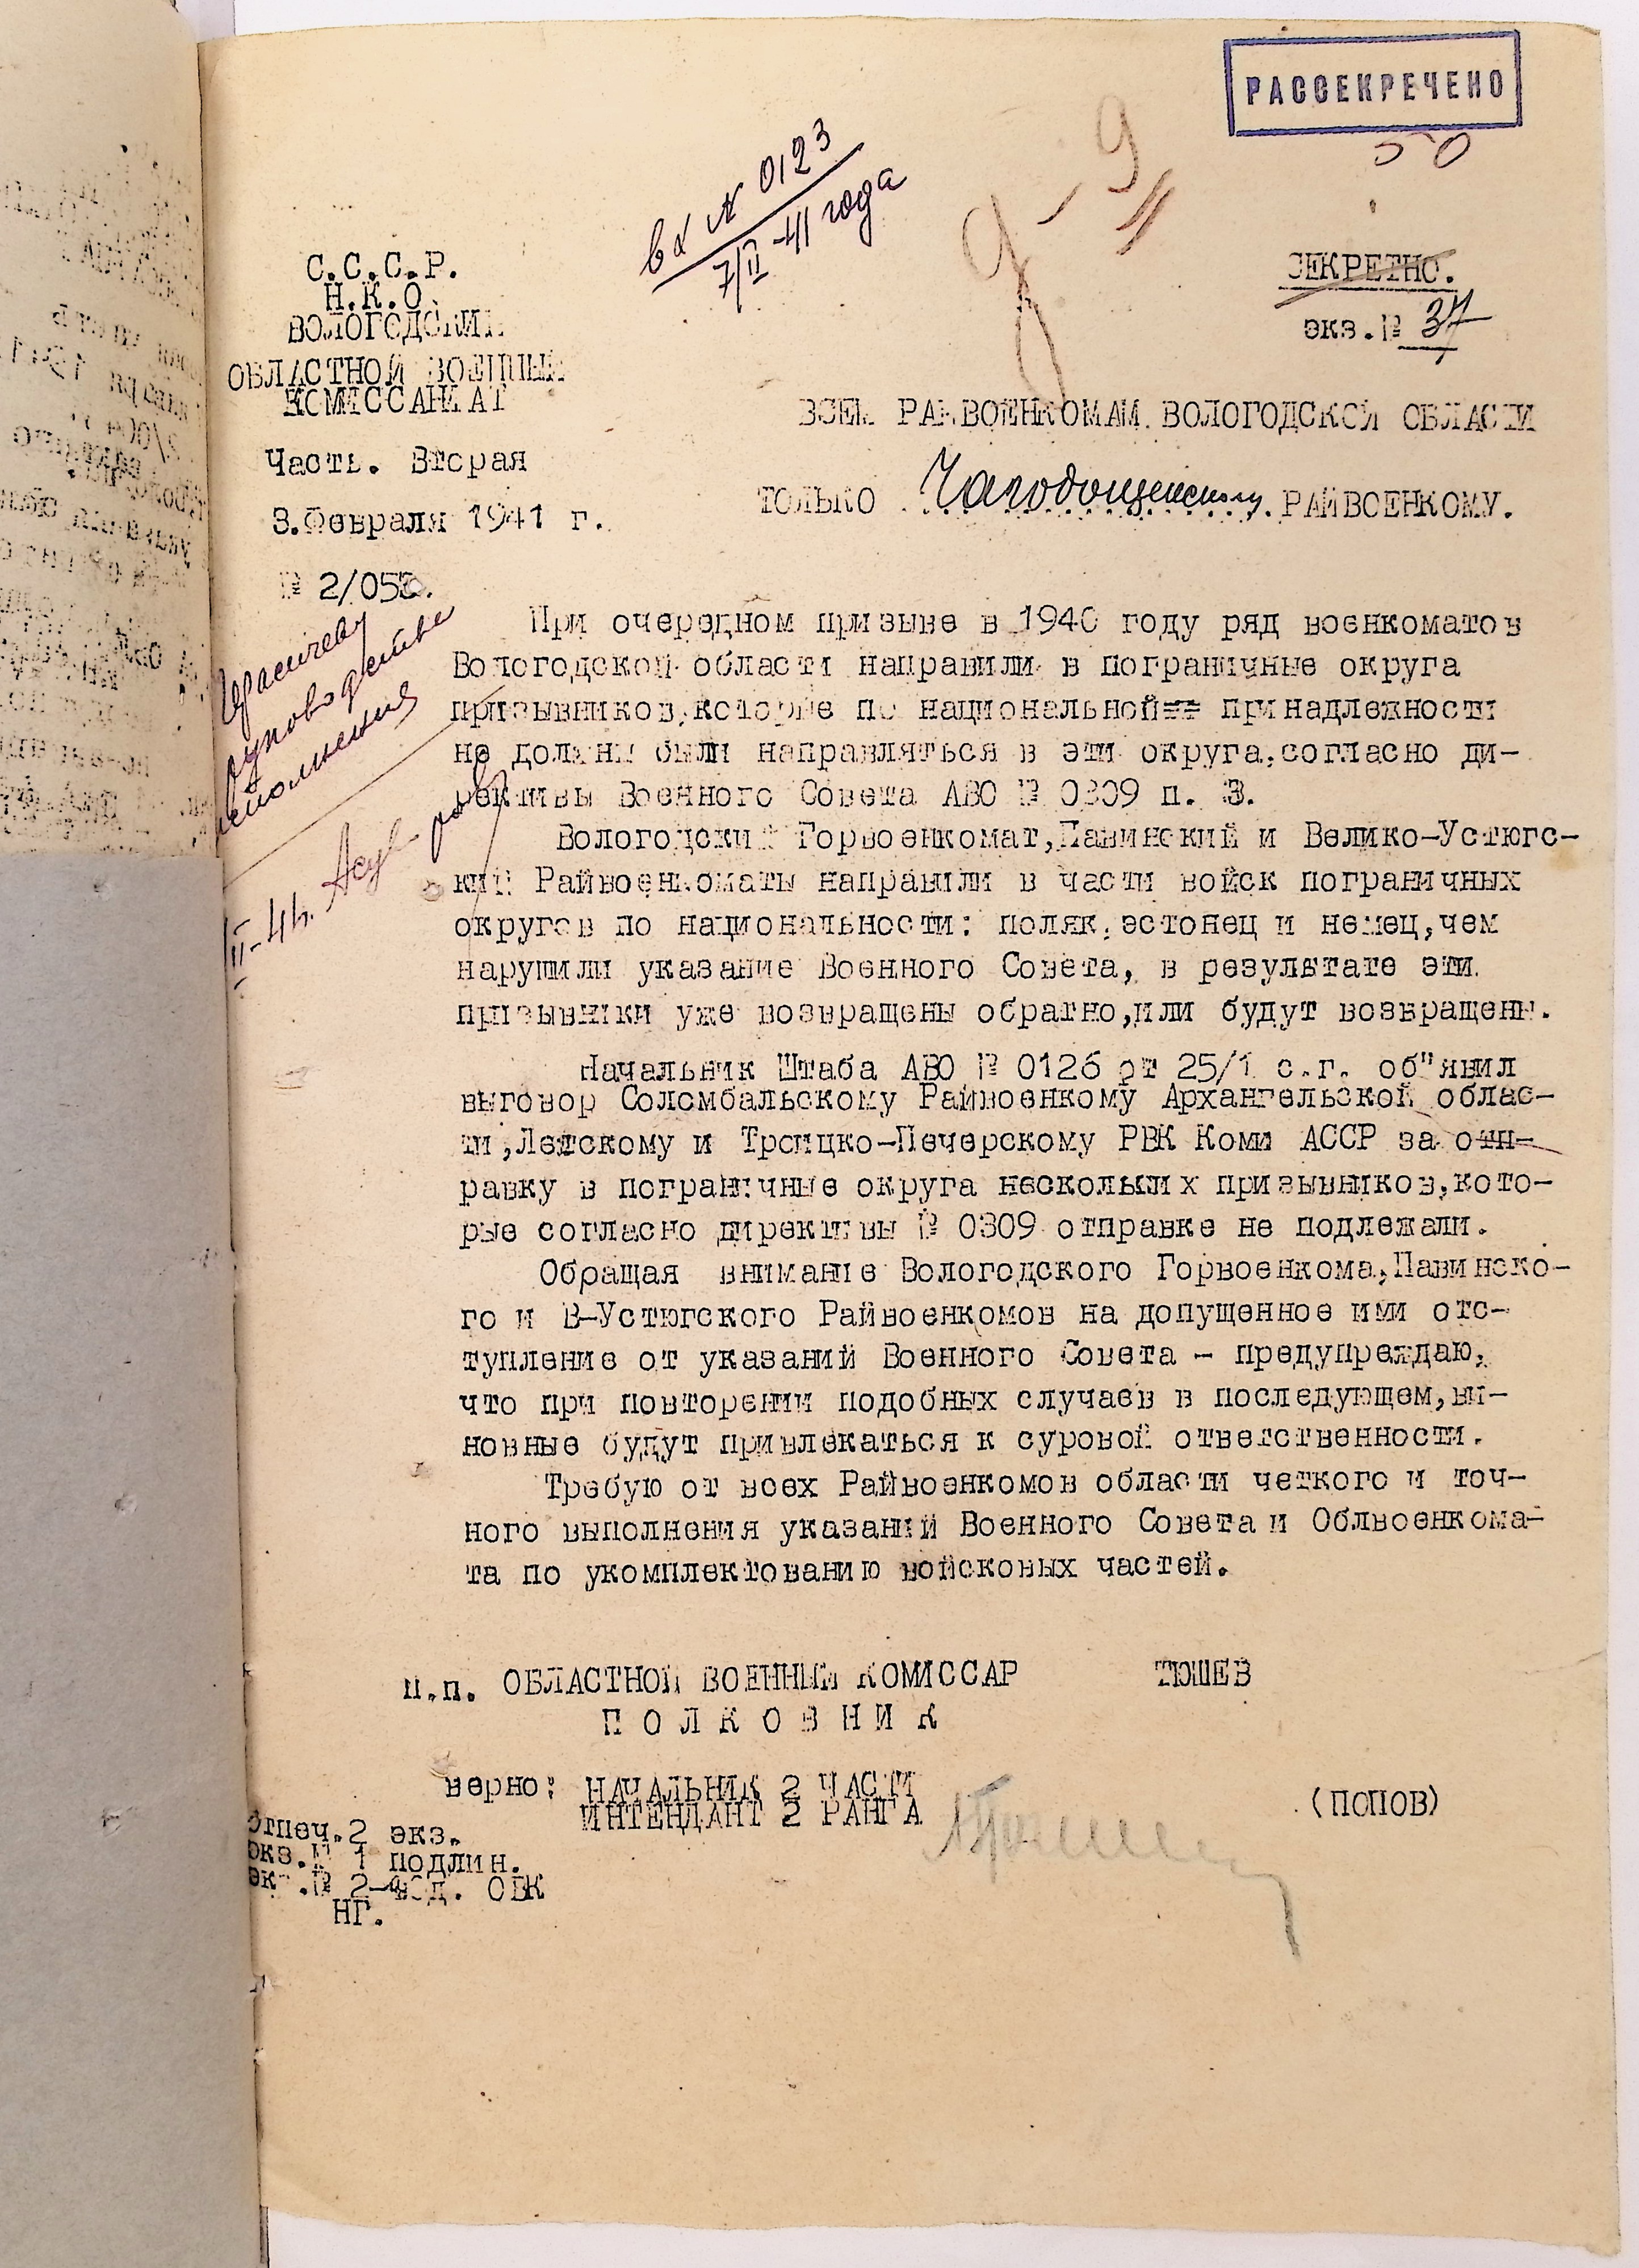 РАССЕКРЕЧЕНО
50
вх № 0123
7/II-41 года
С.С.С.Р.
Н.К.О.
ВОЛОГОДСКИЙ
ОБЛАСТНОЙ ВОЕННЫЙ
КОМИССАРИАТ
Часть. Вторая
3.Февраля 1941 г.
№ 2/053.
СЕКРЕТНО.
экз.№ 37
ВСЕМ РАЙВОЕНКОМАМ ВОЛОГОДСКОЙ ОБЛАСТИ
ТОЛЬКО Чагодощенскому РАЙВОЕНКОМУ.
руководстве
исполнения
При очередном призыве в 1940 году ряд военкоматов
Вологодской области направили в пограничные округа
призывников,которые по национальной== принадлежности
не должны были направляться в эти округа,согласно ди-
рективы Военного Совета АВО № 0309 п. 3.
Вологодский Горвоенкомат,Павинский и Велико-Устюгс-
кий Райвоенкоматы направили в части войск пограничных
округов по национальности: поляк,эстонец и немец,чем
нарушили указание Военного Совета, в результате эти
призывники уже возвращены обратно,или будут возвращены.
Начальник Штаба АВО № 0126 от 25/1 с.г. об"явил
выговор Соломбальскому Райвоенкому Архангельской облас-
ти,Летскому и Троицко-Печерскому РВК Коми АССР за отп-
равку в пограничные округа нескольких призывников,кото-
рые согласно директивы № 0309 отправке не подлежали.
Обращая внимание Вологодского Горвоенкома,Павинско-
го и В-Устюгского Райвоенкомов на допущенное ими отс-
тупление от указаний Военного Совета - предупреждаю,
что при повторении подобных случаев в последующем,ви-
новные будут привлекаться к суровой ответственности.
Требую от всех Райвоенкомов области четкого и точ-
ного выполнения указаний Военного Совета и Облвоенкома-
та по укомплектованию войсковых частей.
п.п. ОБЛАСТНОЙ ВОЕННЫЙ КОМИССАР ТЮШЕВ
П О Л К О В Н И К
верно: НАЧАЛЬНИК 2 ЧАСТИ
ИНТЕНДАНТ 2 РАНГА (ПОПОВ)
Отпеч.2 экз.
экз.№ 1 подлин.
экз.№ 2- ОВК
НГ.